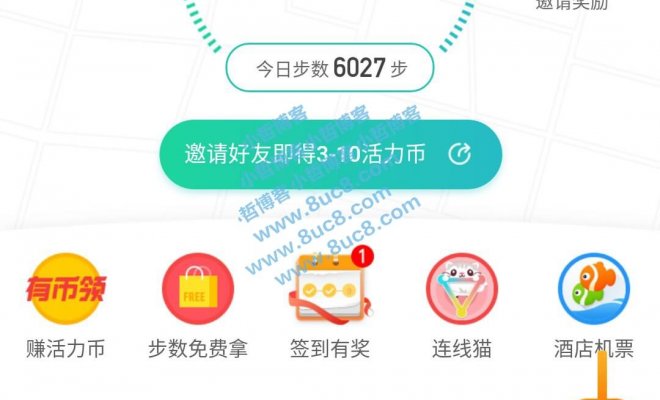 邀请奖励
今日步数 6027 步
邀请好友即得3-10活力币
小哲博客 小哲博客 小哲博客
www.8uc8.com
www.8uc8.com
www.8uc8.com
有币领
FREE
1
赚活力币
步数免费拿
签到有奖
连线猫
酒店机票